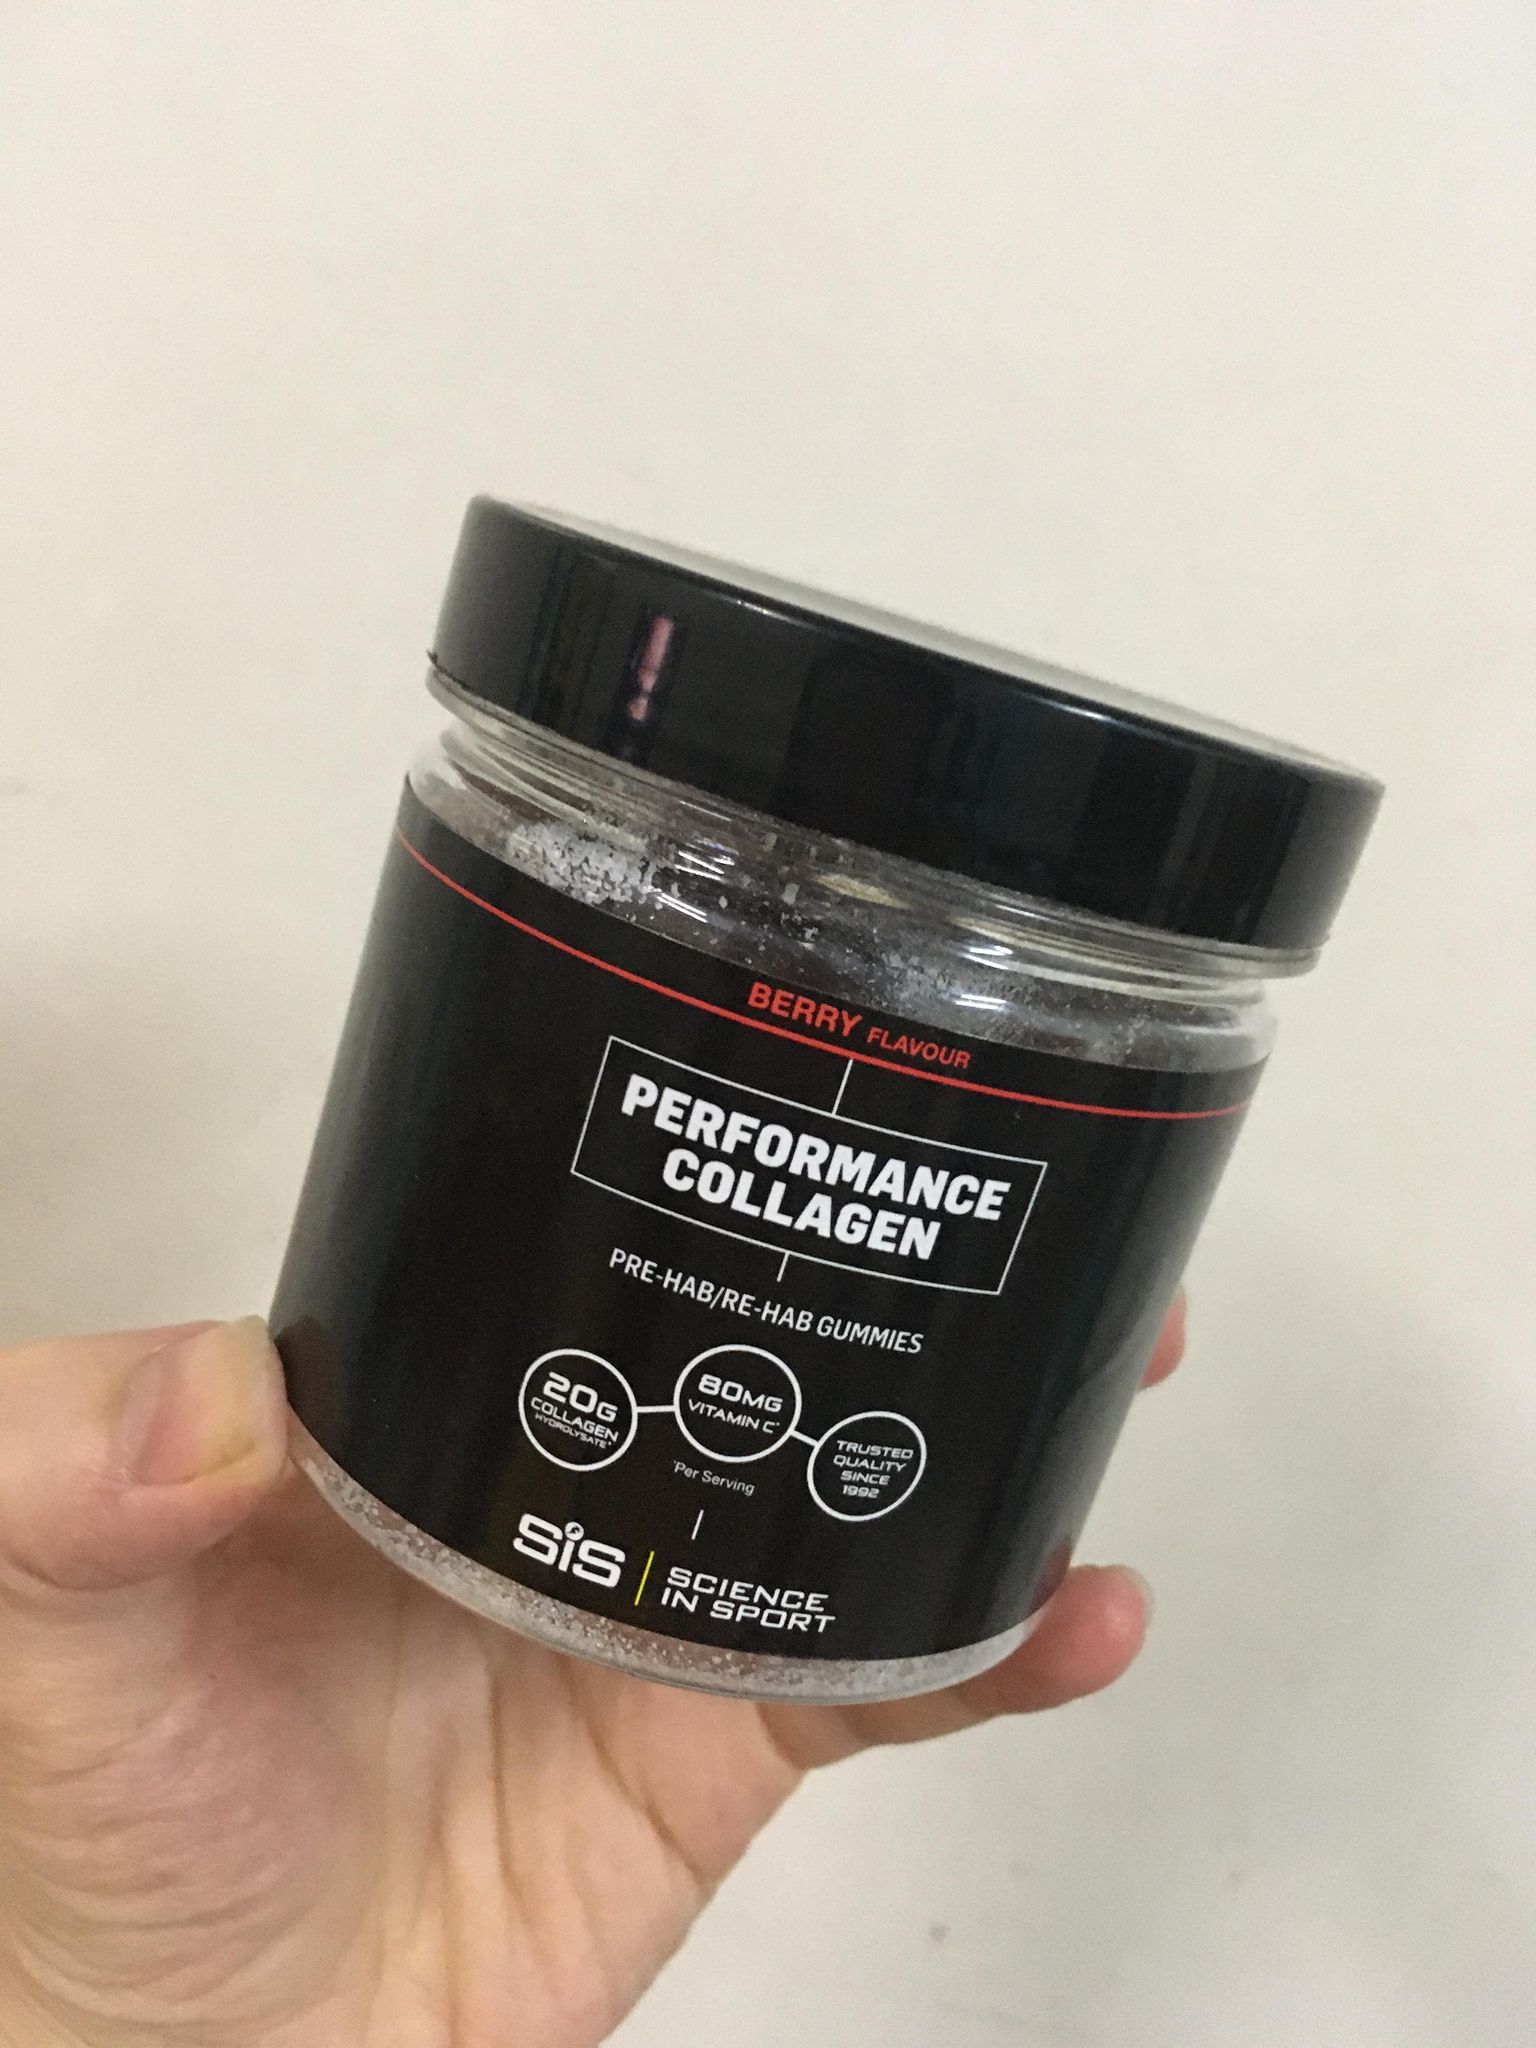 BERRY FLAVOUR
PERFORMANCE
COLLAGEN
PRE-HAB/RE-HAB GUMMIES
20G
COLLAGEN
HYDROLYSATE*
80MG
VITAMIN C*
TRUSTED
QUALITY
SINCE
1992
*Per Serving
SiS
SCIENCE
IN SPORT